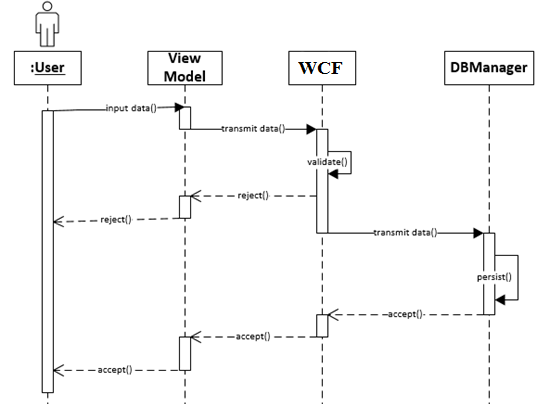 :User
View
Model
WCF
DBManager
input data()
transmit data()
validate()
reject()
reject()
transmit data()
persist()
accept()
accept()
accept()